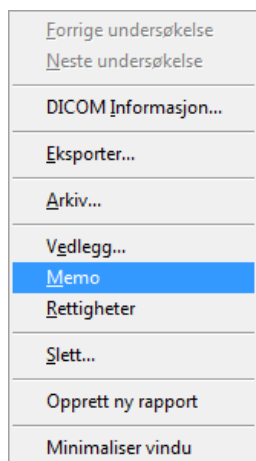 Forrige undersøkelse
Neste undersøkelse
DICOM Informasjon...
Eksporter...
Arkiv...
Vedlegg...
Memo
Rettigheter
Slett...
Opprett ny rapport
Minimaliser vindu